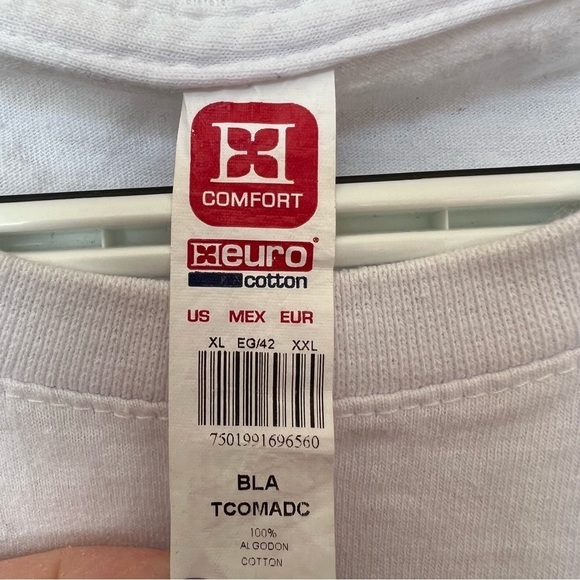 COMFORT
euro®
cotton
US MEX EUR
XL EG/42 XXL
7501991696560
BLA
TCOMADC
100%
ALGODON
COTTON